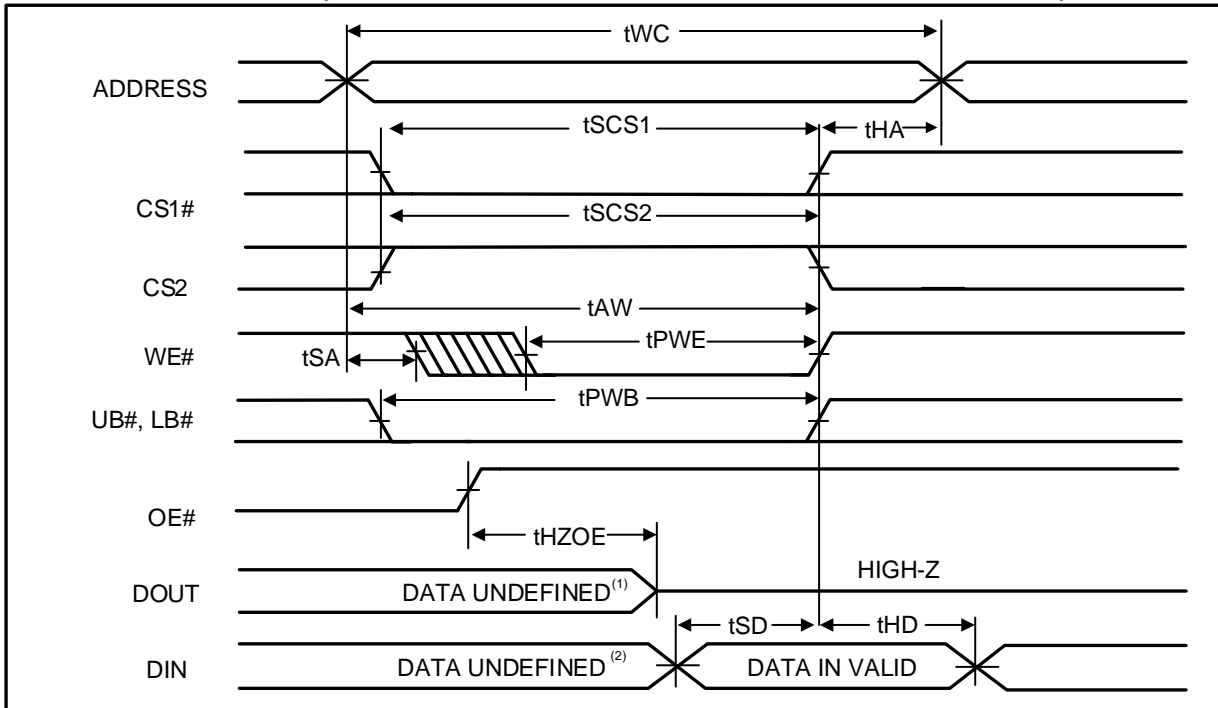 tWC
ADDRESS
tSCS1
tHA
CS1#
tSCS2
CS2
tAW
WE#
tSA
tPWE
UB#, LB#
tPWB
OE#
tHZOE
DOUT
DATA UNDEFINED(1)
HIGH-Z
tSD
tHD
DIN
DATA UNDEFINED (2)
DATA IN VALID